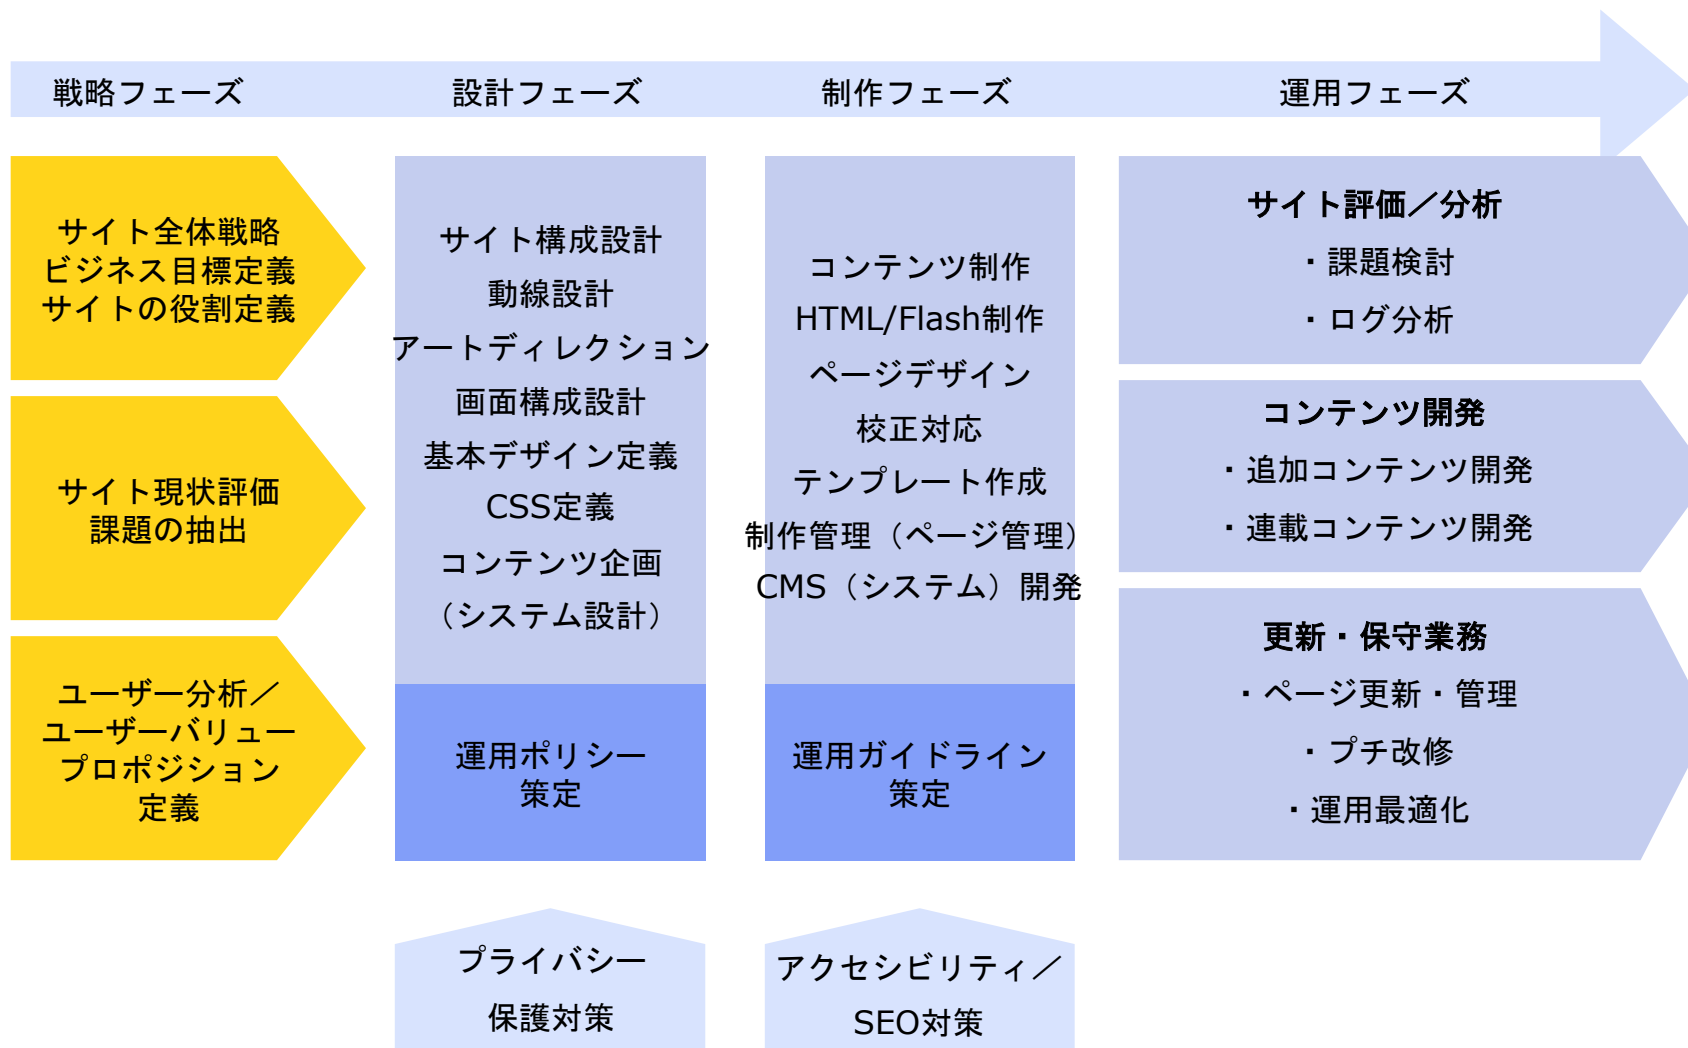 戦略フェーズ
設計フェーズ
制作フェーズ
運用フェーズ
サイト全体戦略
ビジネス目標定義
サイトの役割定義
サイト現状評価
課題の抽出
ユーザー分析／
ユーザーバリュー
プロポジション
定義
サイト構成設計
動線設計
アートディレクション
画面構成設計
基本デザイン定義
CSS定義
コンテンツ企画
（システム設計）
運用ポリシー
策定
プライバシー
保護対策
コンテンツ制作
HTML/Flash制作
ページデザイン
校正対応
テンプレート作成
制作管理（ページ管理）
CMS（システム）開発
運用ガイドライン
策定
アクセシビリティ／
SEO対策
サイト評価／分析
・課題検討
・ログ分析
コンテンツ開発
・追加コンテンツ開発
・連載コンテンツ開発
更新・保守業務
・ページ更新・管理
・プチ改修
・運用最適化